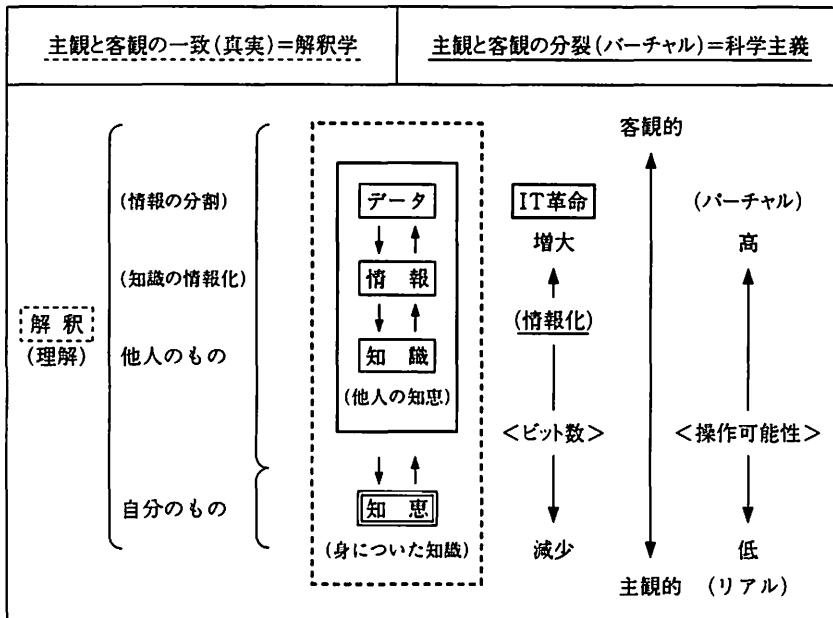 主観と客観の一致(真実)=解釈学
主観と客観の分裂(バーチャル)=科学主義
客観的
(情報の分割)
データ
IT革命
(バーチャル)
増大
高
(知識の情報化)
情 報
(情報化)
解 釈
(理解)
他人のもの
知 識
(他人の知恵)
<ビット数>
<操作可能性>
自分のもの
知 恵
(身についた知識)
減少
低
主観的
(リアル)